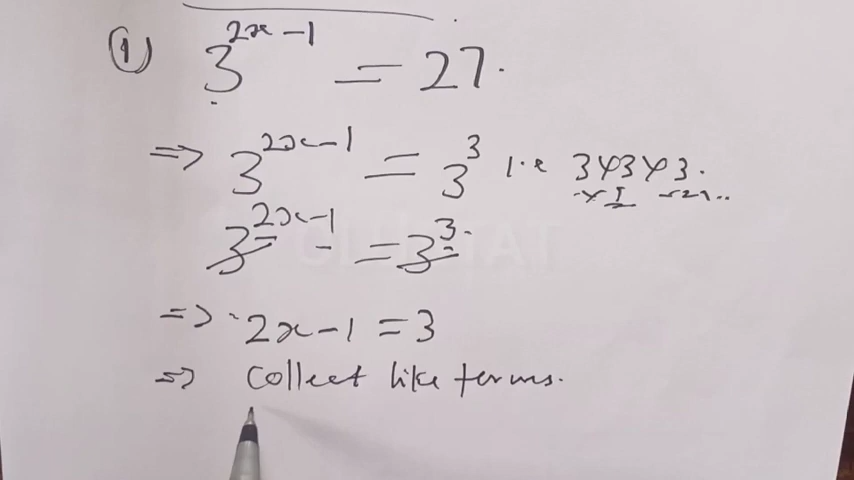 (1) 3^{2x-1} = 27.
=> 3^{2x-1} = 3^3 i.e 3×3×3.
3^{2x-1} = 3^3.
=> 2x-1 = 3
=> Collect like terms.